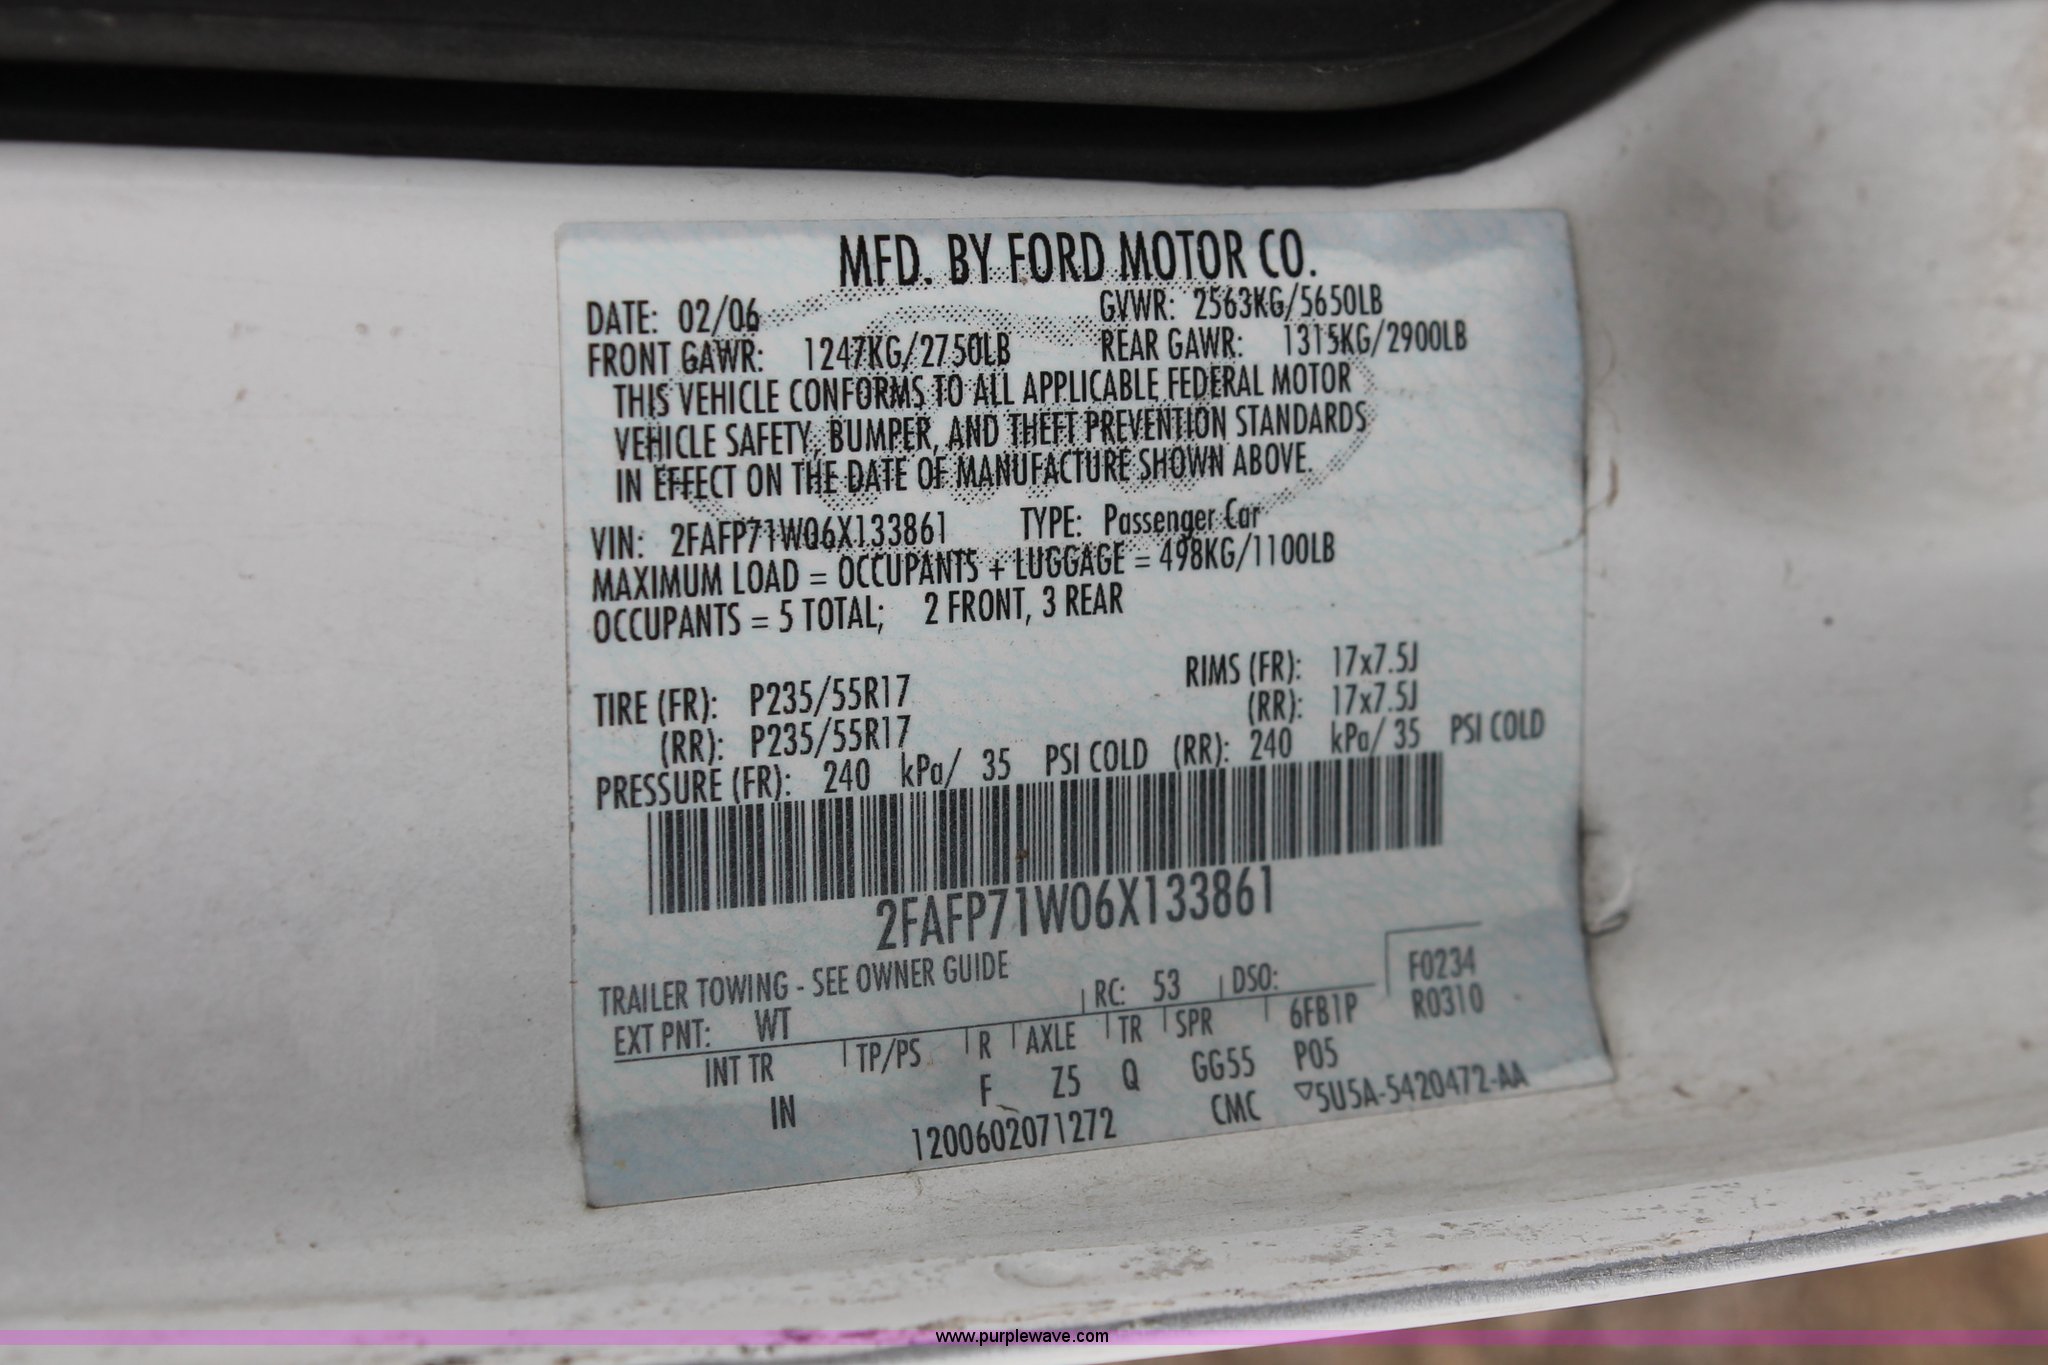 MFD. BY FORD MOTOR CO.
DATE: 02/06 GVWR: 2563KG/5650LB
FRONT GAWR: 1247KG/2750LB REAR GAWR: 1315KG/2900LB
THIS VEHICLE CONFORMS TO ALL APPLICABLE FEDERAL MOTOR
VEHICLE SAFETY, BUMPER, AND THEFT PREVENTION STANDARDS
IN EFFECT ON THE DATE OF MANUFACTURE SHOWN ABOVE.
VIN: 2FAFP71W06X133861 TYPE: Passenger Car
MAXIMUM LOAD = OCCUPANTS + LUGGAGE = 498KG/1100LB
OCCUPANTS = 5 TOTAL; 2 FRONT, 3 REAR
TIRE (FR): P235/55R17 RIMS (FR): 17x7.5J
(RR): P235/55R17 (RR): 17x7.5J
PRESSURE (FR): 240 kPa/ 35 PSI COLD (RR): 240 kPa/ 35 PSI COLD
2FAFP71W06X133861
TRAILER TOWING - SEE OWNER GUIDE
EXT PNT: WT RC: 53 DSO: F0234
INT TR TP/PS R AXLE TR SPR 6FB1P R0310
IN F Z5 Q GG55 P05
1200602071272 CMC ▽5U5A-5420472-AA
www.purplewave.com